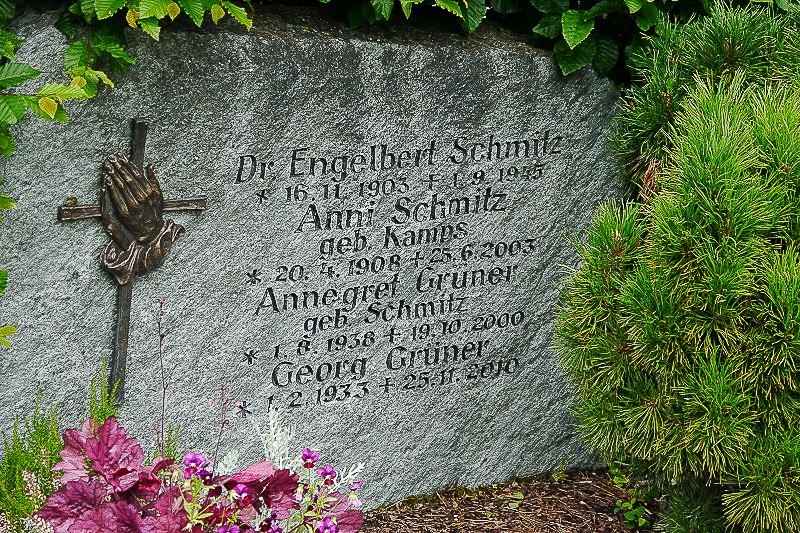 Dr Engelbert Schmitz
* 16.11.1903 + 1.9.1945
Anni Schmitz
geb Kamps
* 20.4.1908 + 25.6.2003
Annegret Grüner
geb Schmitz
* 1.8.1938 + 19.10.2000
Georg Grüner
* 1.2.1933 + 25.11.2010